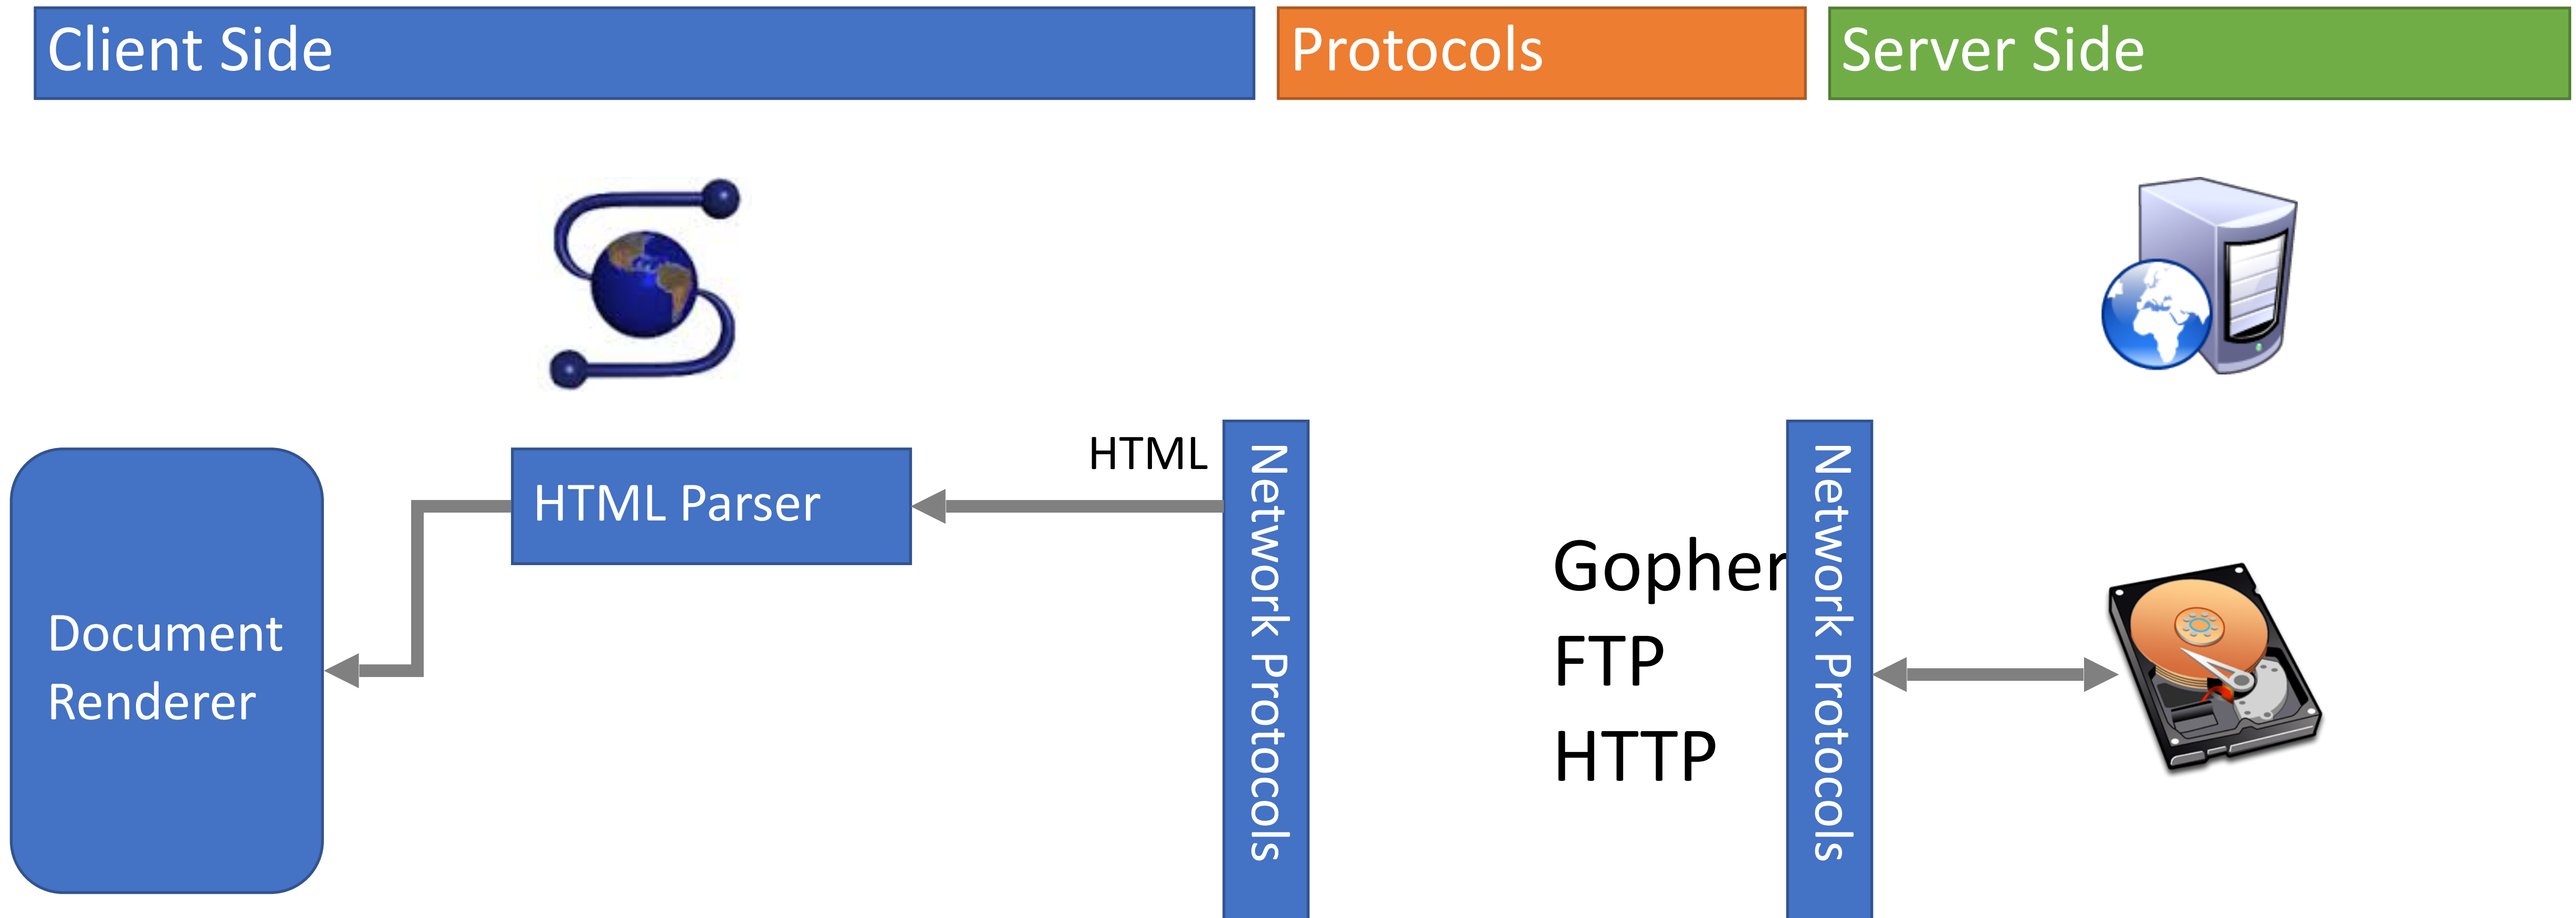 Client Side
Protocols
Server Side
HTML
HTML Parser
Document
Renderer
Network Protocols
Gopher
FTP
HTTP
Network Protocols